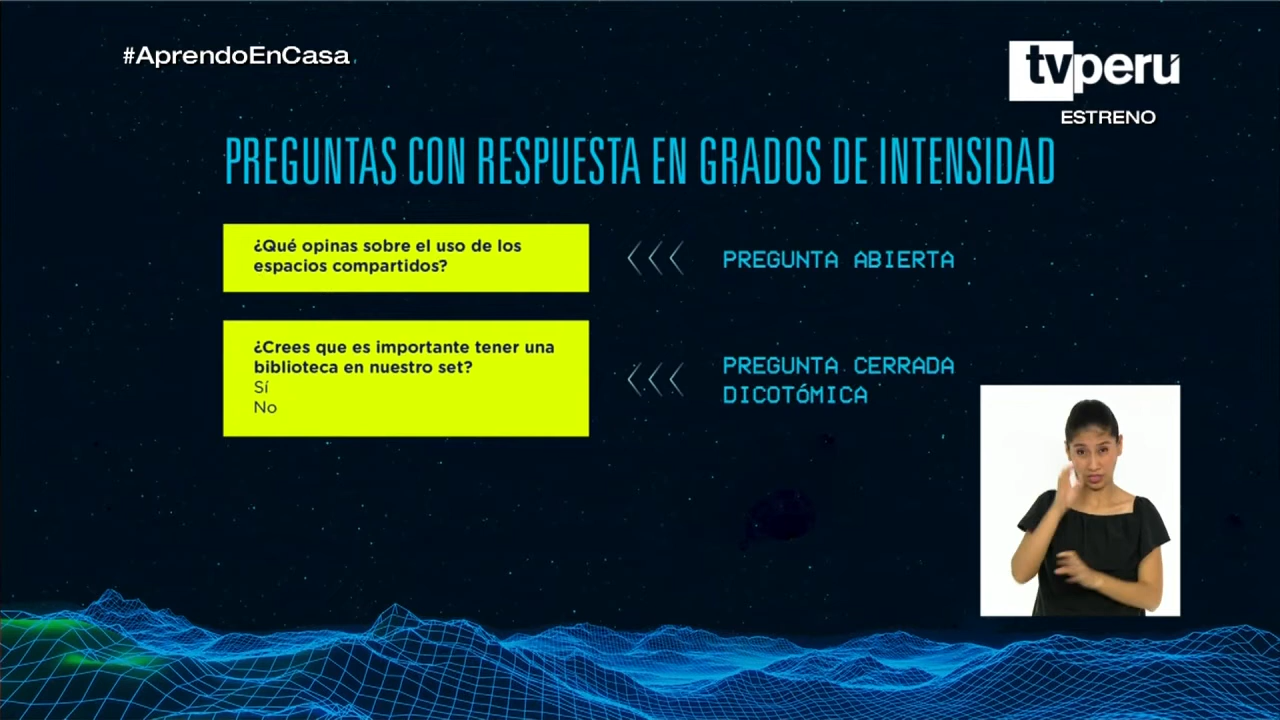 #AprendoEnCasa
tvperú
ESTRENO
PREGUNTAS CON RESPUESTA EN GRADOS DE INTENSIDAD
¿Qué opinas sobre el uso de los
espacios compartidos?
PREGUNTA ABIERTA
¿Crees que es importante tener una
biblioteca en nuestro set?
Sí
No
PREGUNTA CERRADA
DICOTÓMICA